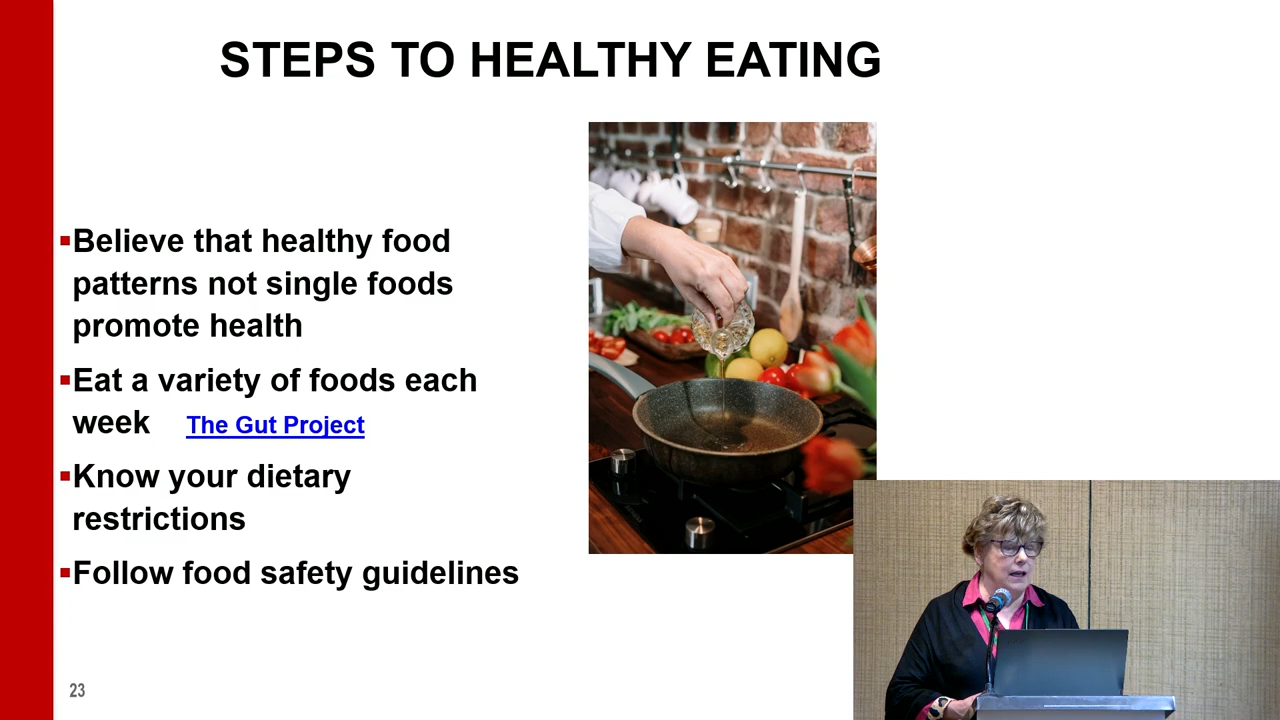 STEPS TO HEALTHY EATING
▪Believe that healthy food
patterns not single foods
promote health
▪Eat a variety of foods each
week The Gut Project
▪Know your dietary
restrictions
▪Follow food safety guidelines
23